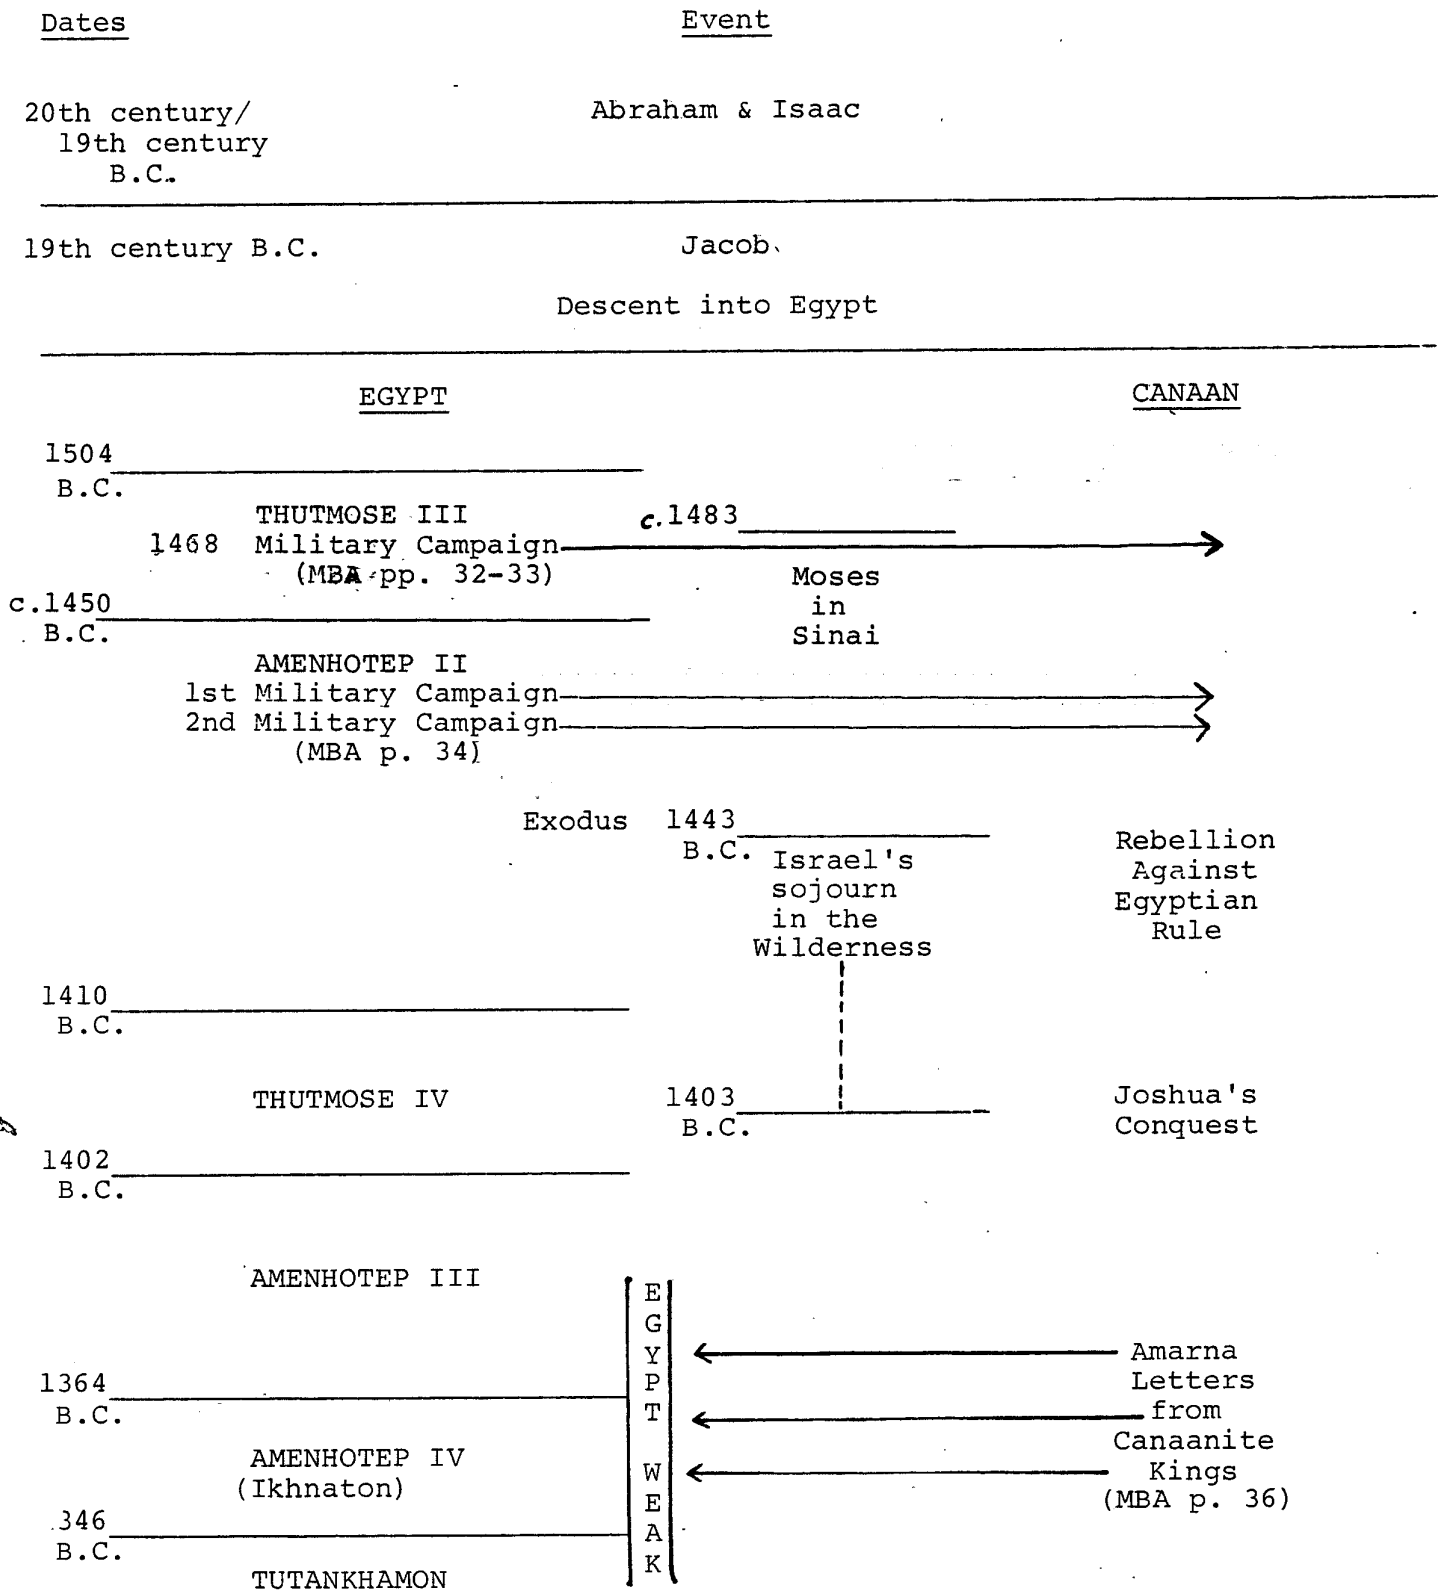 Dates Event
20th century/ Abraham & Isaac
19th century
B.C.
19th century B.C. Jacob
Descent into Egypt
EGYPT CANAAN
1504
B.C.
THUTMOSE III c.1483
1468 Military Campaign
(MBA pp. 32-33) Moses
c.1450 in
B.C. Sinai
AMENHOTEP II
1st Military Campaign
2nd Military Campaign
(MBA p. 34)
Exodus 1443
B.C.
Israel's
sojourn
in the
Wilderness
Rebellion
Against
Egyptian
Rule
1410
B.C.
THUTMOSE IV 1403 Joshua's
B.C. Conquest
1402
B.C.
AMENHOTEP III
EGYPT WEAK
Amarna
Letters
from
Canaanite
Kings
(MBA p. 36)
1364
B.C.
AMENHOTEP IV
(Ikhnaton)
346
B.C.
TUTANKHAMON